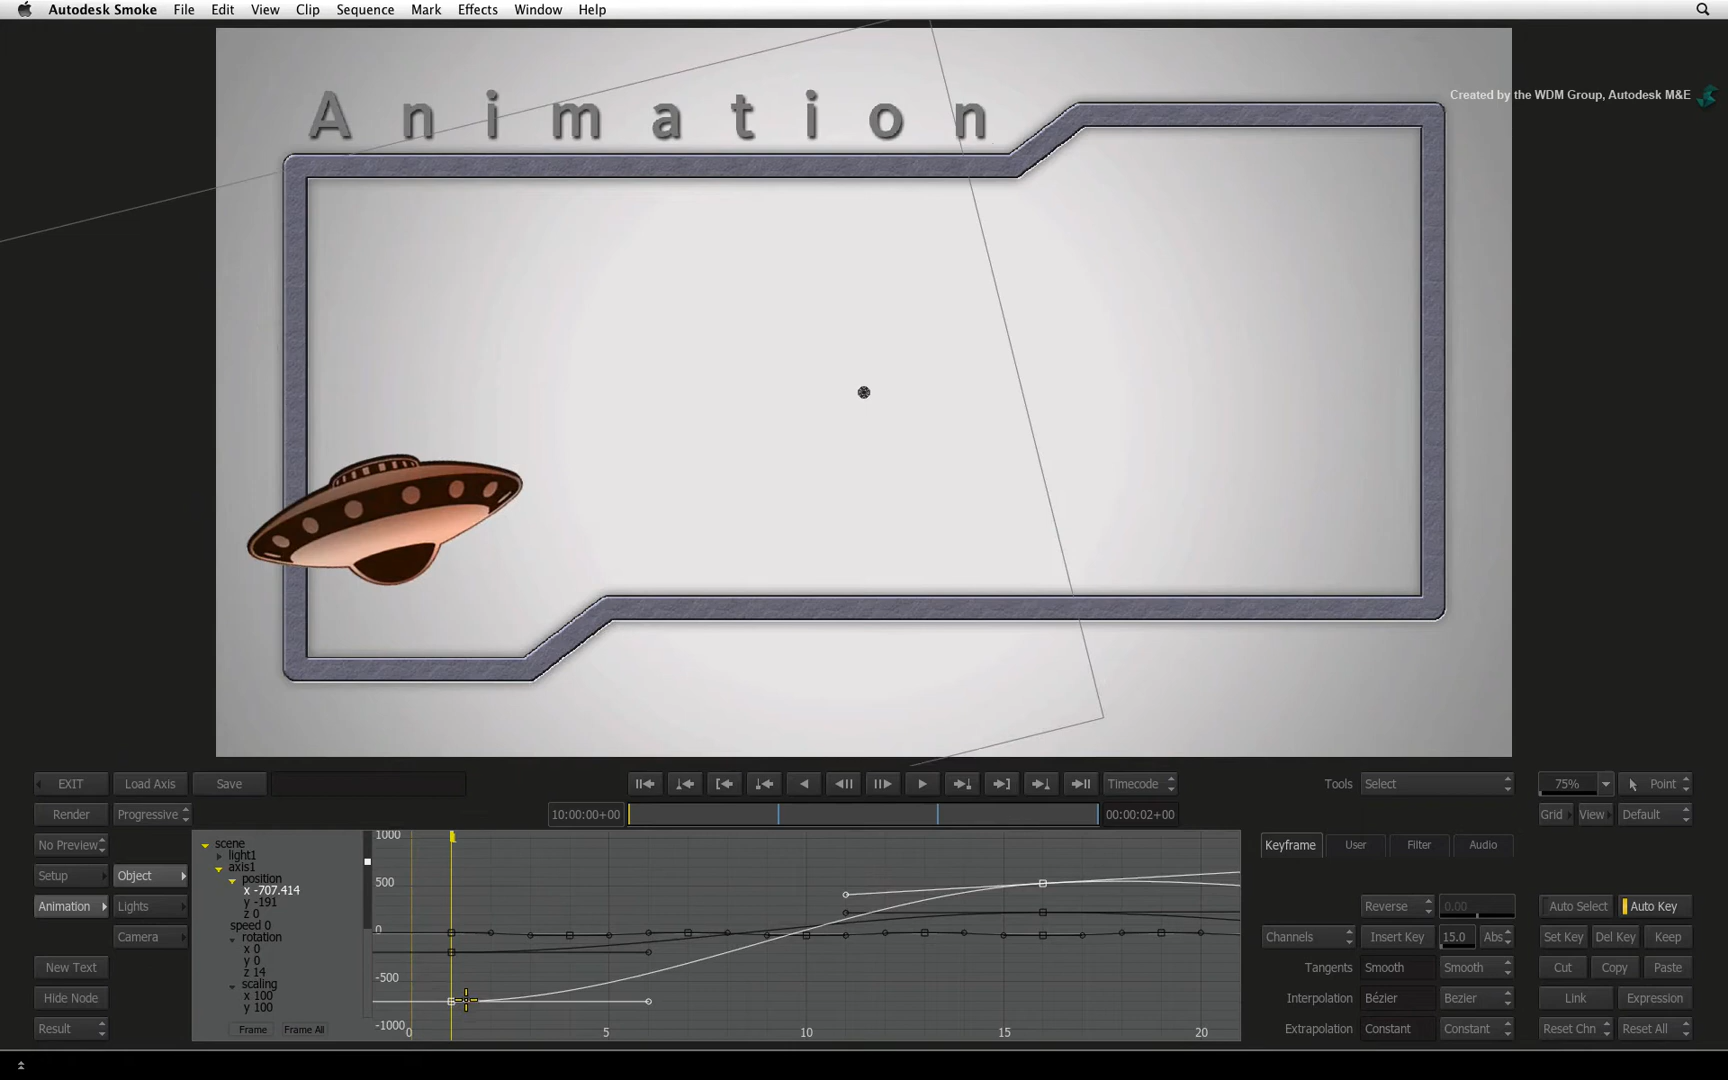 Autodesk Smoke File Edit View Clip Sequence Mark Effects Window Help
Created by the WDM Group, Autodesk M&E
Animation
EXIT Load Axis Save Timecode Tools Select 75% Point
Render Progressive 10:00:00+00 00:00:02+00 Grid View Default
No Preview scene 1000 Keyframe User Filter Audio
light1
axis1
Setup Object position 500
x -707.414
Animation Lights y -191 Reverse 0.00 Auto Select Auto Key
z 0
speed 0 0
Camera rotation Channels Insert Key 15.0 Abs Set Key Del Key Keep
x 0
y 0
New Text z 14 -500 Tangents Smooth Smooth Cut Copy Paste
scaling
Hide Node x 100 Interpolation Bézier Bezier Link Expression
y 100
Result Frame Frame All -1000 0 5 10 15 20 Extrapolation Constant Constant Reset Chn Reset All